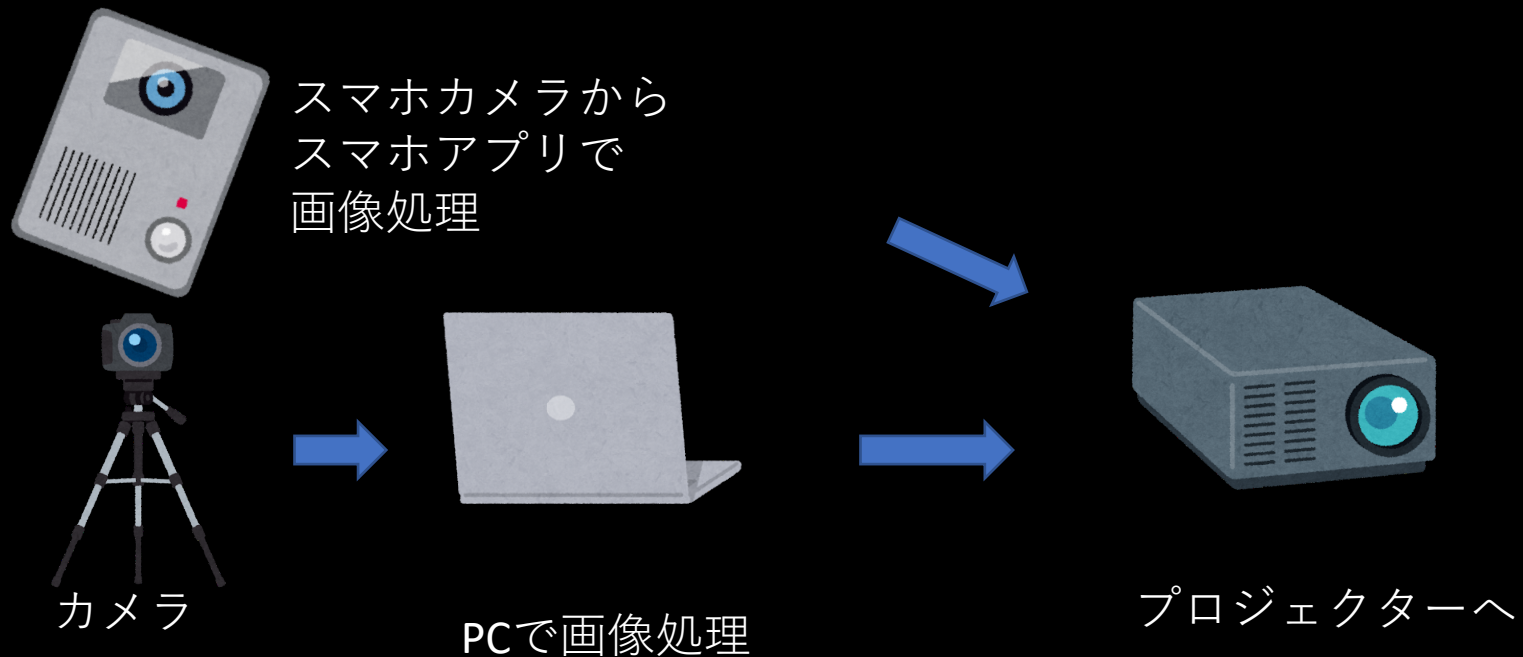 スマホカメラから
スマホアプリで
画像処理
カメラ
PCで画像処理
プロジェクターへ